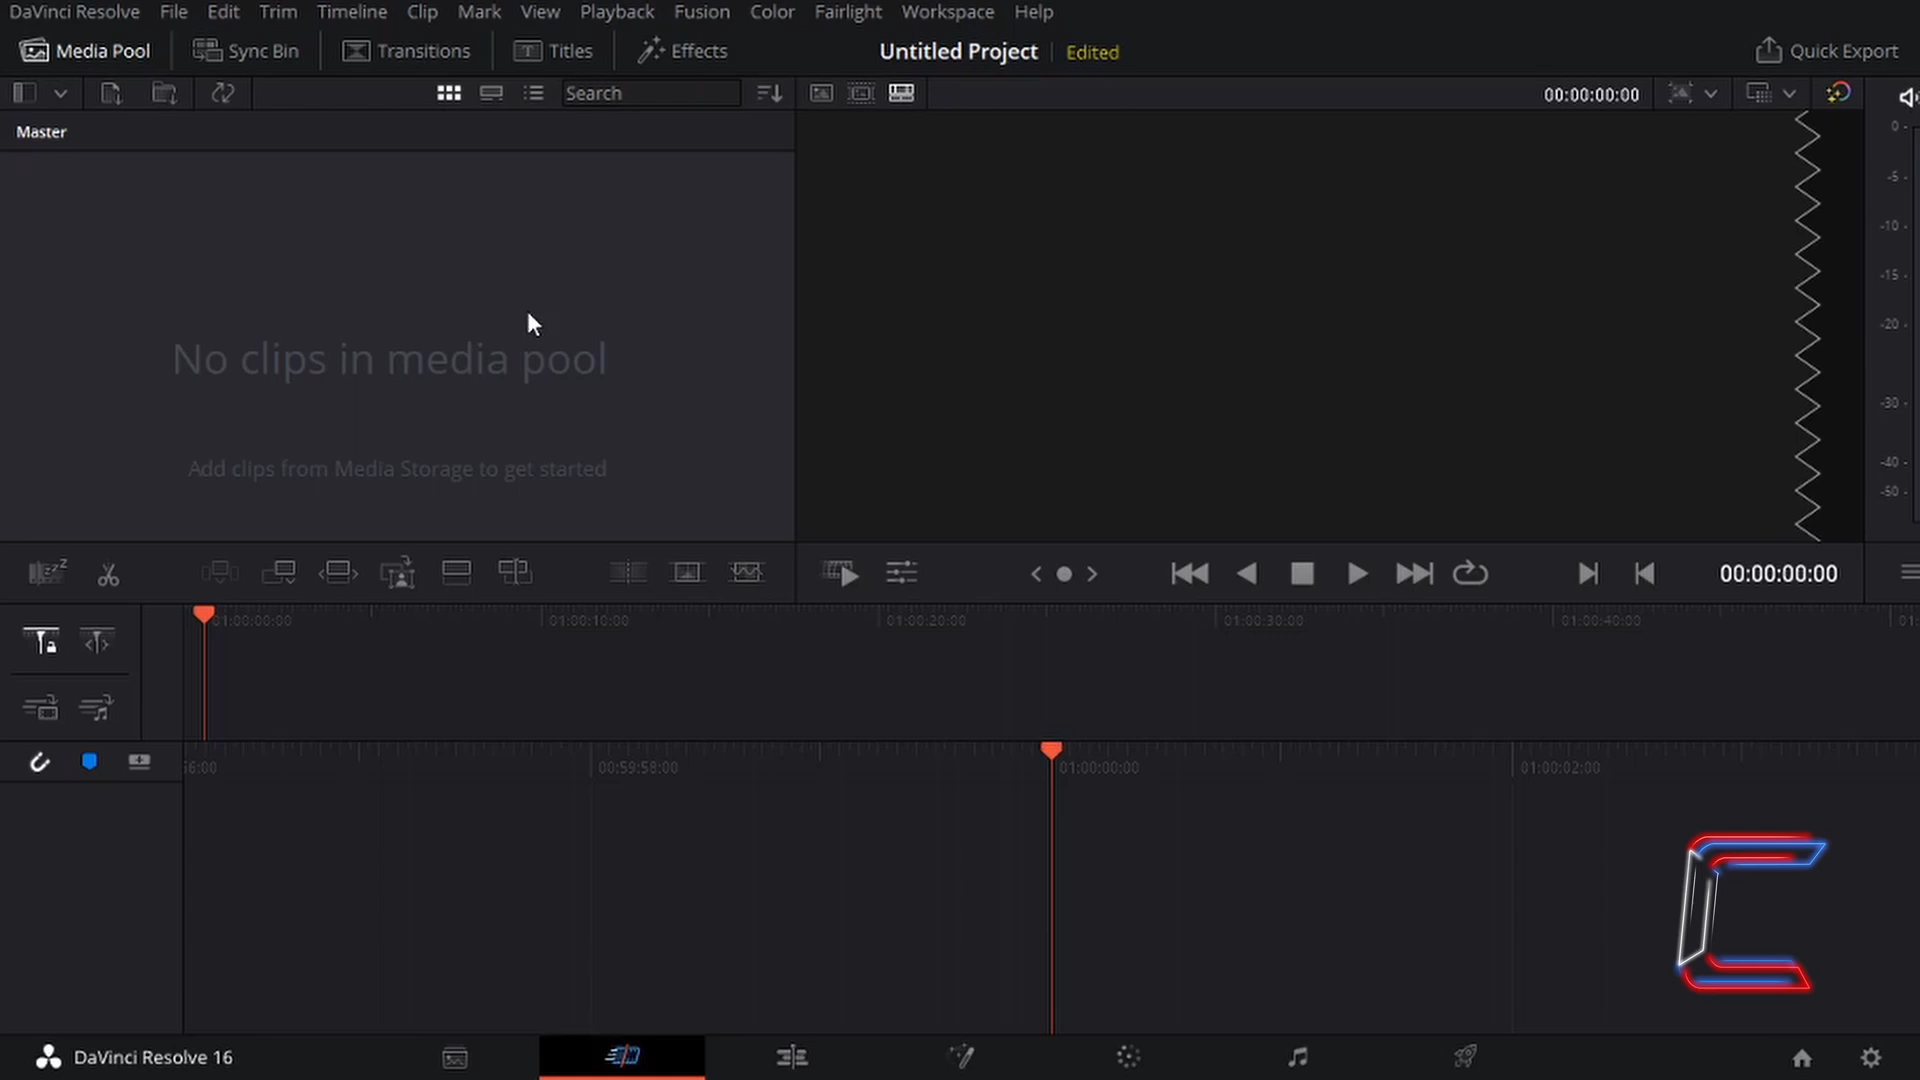 DaVinci Resolve File Edit Trim Timeline Clip Mark View Playback Fusion Color Fairlight Workspace Help
Media Pool Sync Bin Transitions Titles Effects Untitled Project Edited Quick Export
Search 00:00:00:00
Master
0
-5
-10
-15
-20
-30
-40
-50
No clips in media pool
Add clips from Media Storage to get started
00:00:00:00
01:00:00:00 01:00:10:00 01:00:20:00 01:00:30:00 01:00:40:00 01:
56:00 00:59:58:00 01:00:00:00 01:00:02:00
C
DaVinci Resolve 16